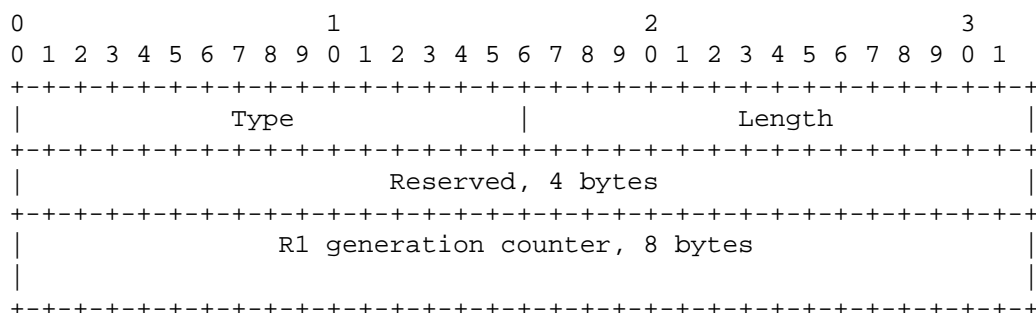 0                   1                   2                   3
0 1 2 3 4 5 6 7 8 9 0 1 2 3 4 5 6 7 8 9 0 1 2 3 4 5 6 7 8 9 0 1
+-+-+-+-+-+-+-+-+-+-+-+-+-+-+-+-+-+-+-+-+-+-+-+-+-+-+-+-+-+-+-+-+
|             Type              |             Length            |
+-+-+-+-+-+-+-+-+-+-+-+-+-+-+-+-+-+-+-+-+-+-+-+-+-+-+-+-+-+-+-+-+
|                       Reserved, 4 bytes                       |
+-+-+-+-+-+-+-+-+-+-+-+-+-+-+-+-+-+-+-+-+-+-+-+-+-+-+-+-+-+-+-+-+
|                R1 generation counter, 8 bytes                 |
|                                                               |
+-+-+-+-+-+-+-+-+-+-+-+-+-+-+-+-+-+-+-+-+-+-+-+-+-+-+-+-+-+-+-+-+